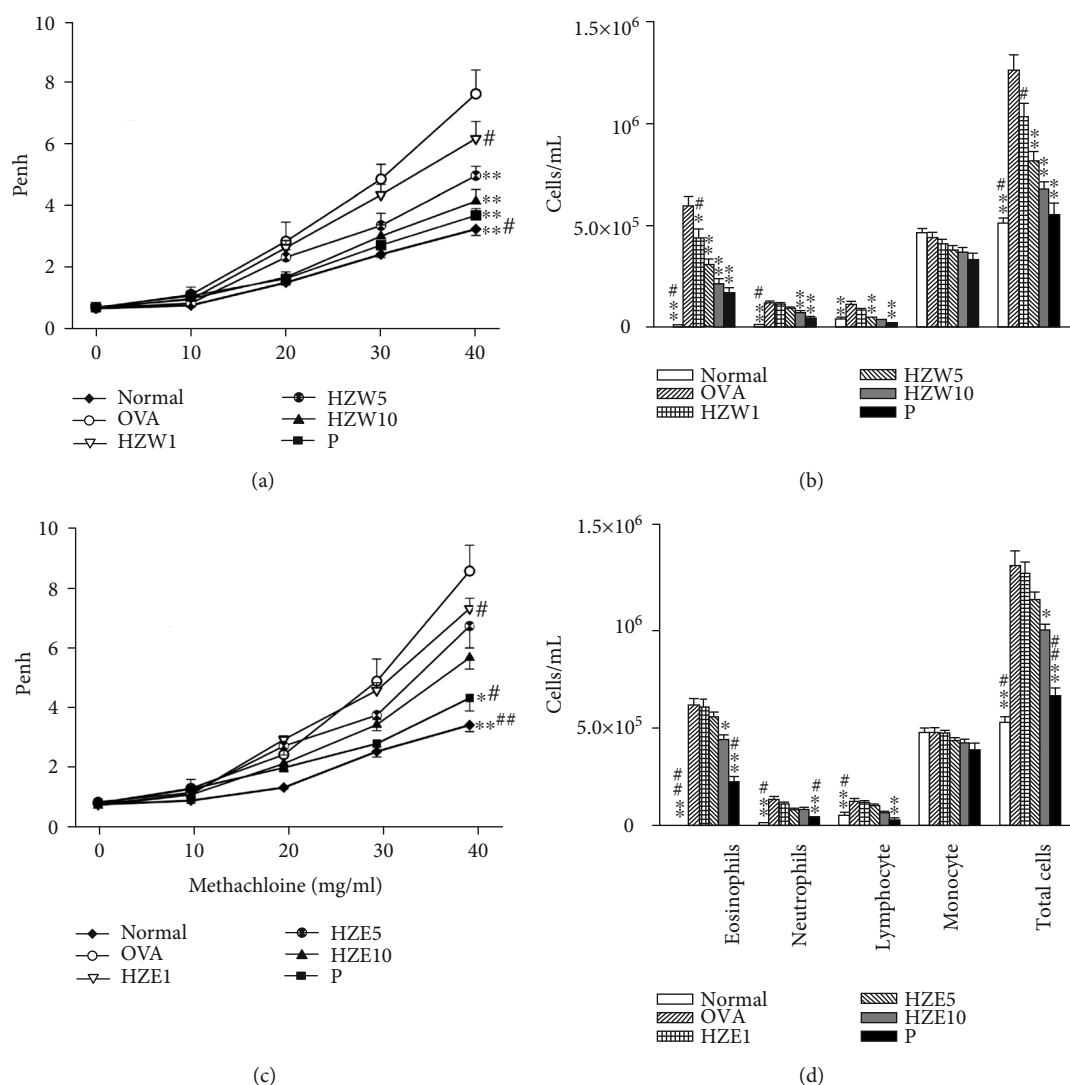 10
8
6
4
2
0
Penh
0 10 20 30 40
#
**
**
**
**#
Normal
OVA
HZW1
HZW5
HZW10
P
(a)
1.5×10⁶
10⁶
5.0×10⁵
0
Cells/mL
#
**
#
*
**
**
**
#
**
**
**
*
**
**
#
**
#
**
**
**
Normal
OVA
HZW1
HZW5
HZW10
P
(b)
10
8
6
4
2
0
Penh
0 10 20 30 40
Methachloine (mg/ml)
#
*#
**##
Normal
OVA
HZE1
HZE5
HZE10
P
(c)
1.5×10⁶
10⁶
5.0×10⁵
0
Cells/mL
##
**
*
#
**
#
**
#
**
#
**
**
#
**
*
##
**
Eosinophils
Neutrophils
Lymphocyte
Monocyte
Total cells
Normal
OVA
HZE1
HZE5
HZE10
P
(d)